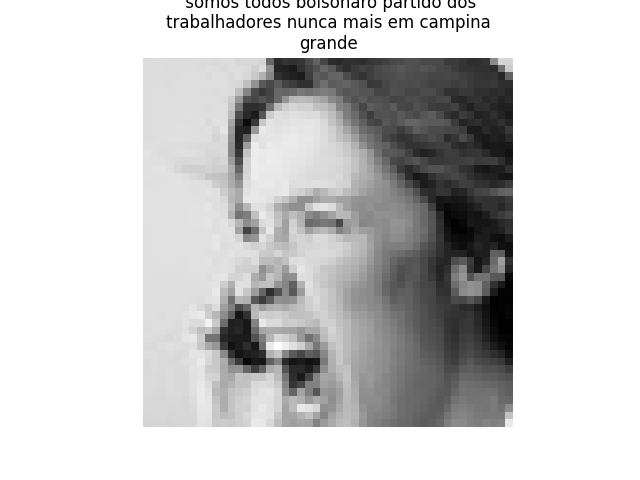 somos todos bolsonaro partido dos
trabalhadores nunca mais em campina
grande